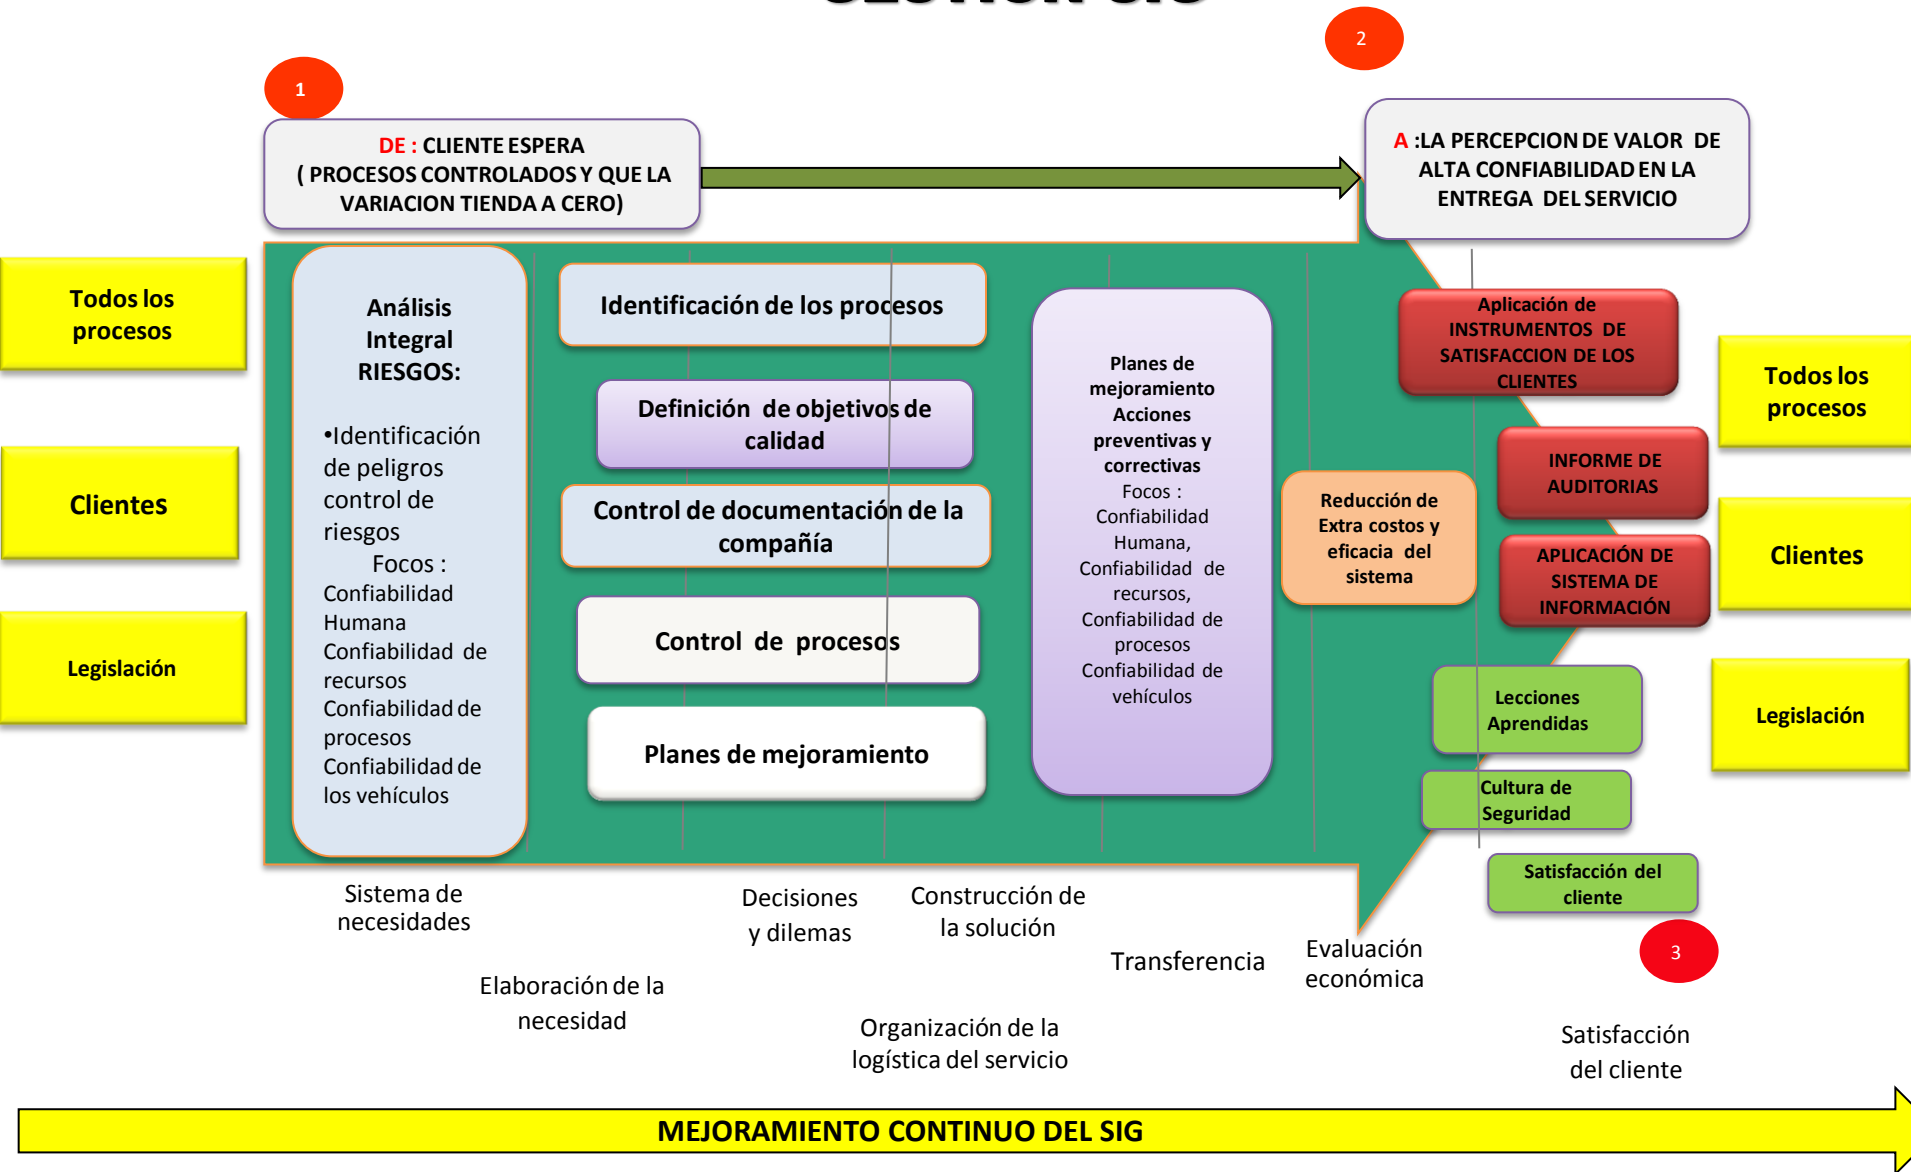 GESTION SIG
2
1
DE : CLIENTE ESPERA
( PROCESOS CONTROLADOS Y QUE LA
VARIACION TIENDA A CERO)
A :LA PERCEPCION DE VALOR DE
ALTA CONFIABILIDAD EN LA
ENTREGA DEL SERVICIO
Todos los
procesos
Clientes
Legislación
Análisis
Integral
RIESGOS:
•Identificación
de peligros
control de
riesgos
Focos :
Confiabilidad
Humana
Confiabilidad de
recursos
Confiabilidad de
procesos
Confiabilidad de
los vehículos
Identificación de los procesos
Definición de objetivos de
calidad
Control de documentación de la
compañía
Control de procesos
Planes de mejoramiento
Planes de
mejoramiento
Acciones
preventivas y
correctivas
Focos :
Confiabilidad
Humana,
Confiabilidad de
recursos,
Confiabilidad de
procesos
Confiabilidad de
vehículos
Reducción de
Extra costos y
eficacia del
sistema
Aplicación de
INSTRUMENTOS DE
SATISFACCION DE LOS
CLIENTES
INFORME DE
AUDITORIAS
APLICACIÓN DE
SISTEMA DE
INFORMACIÓN
Lecciones
Aprendidas
Cultura de
Seguridad
Satisfacción del
cliente
3
Todos los
procesos
Clientes
Legislación
Sistema de
necesidades
Elaboración de la
necesidad
Decisiones
y dilemas
Construcción de
la solución
Organización de la
logística del servicio
Transferencia
Evaluación
económica
Satisfacción
del cliente
MEJORAMIENTO CONTINUO DEL SIG